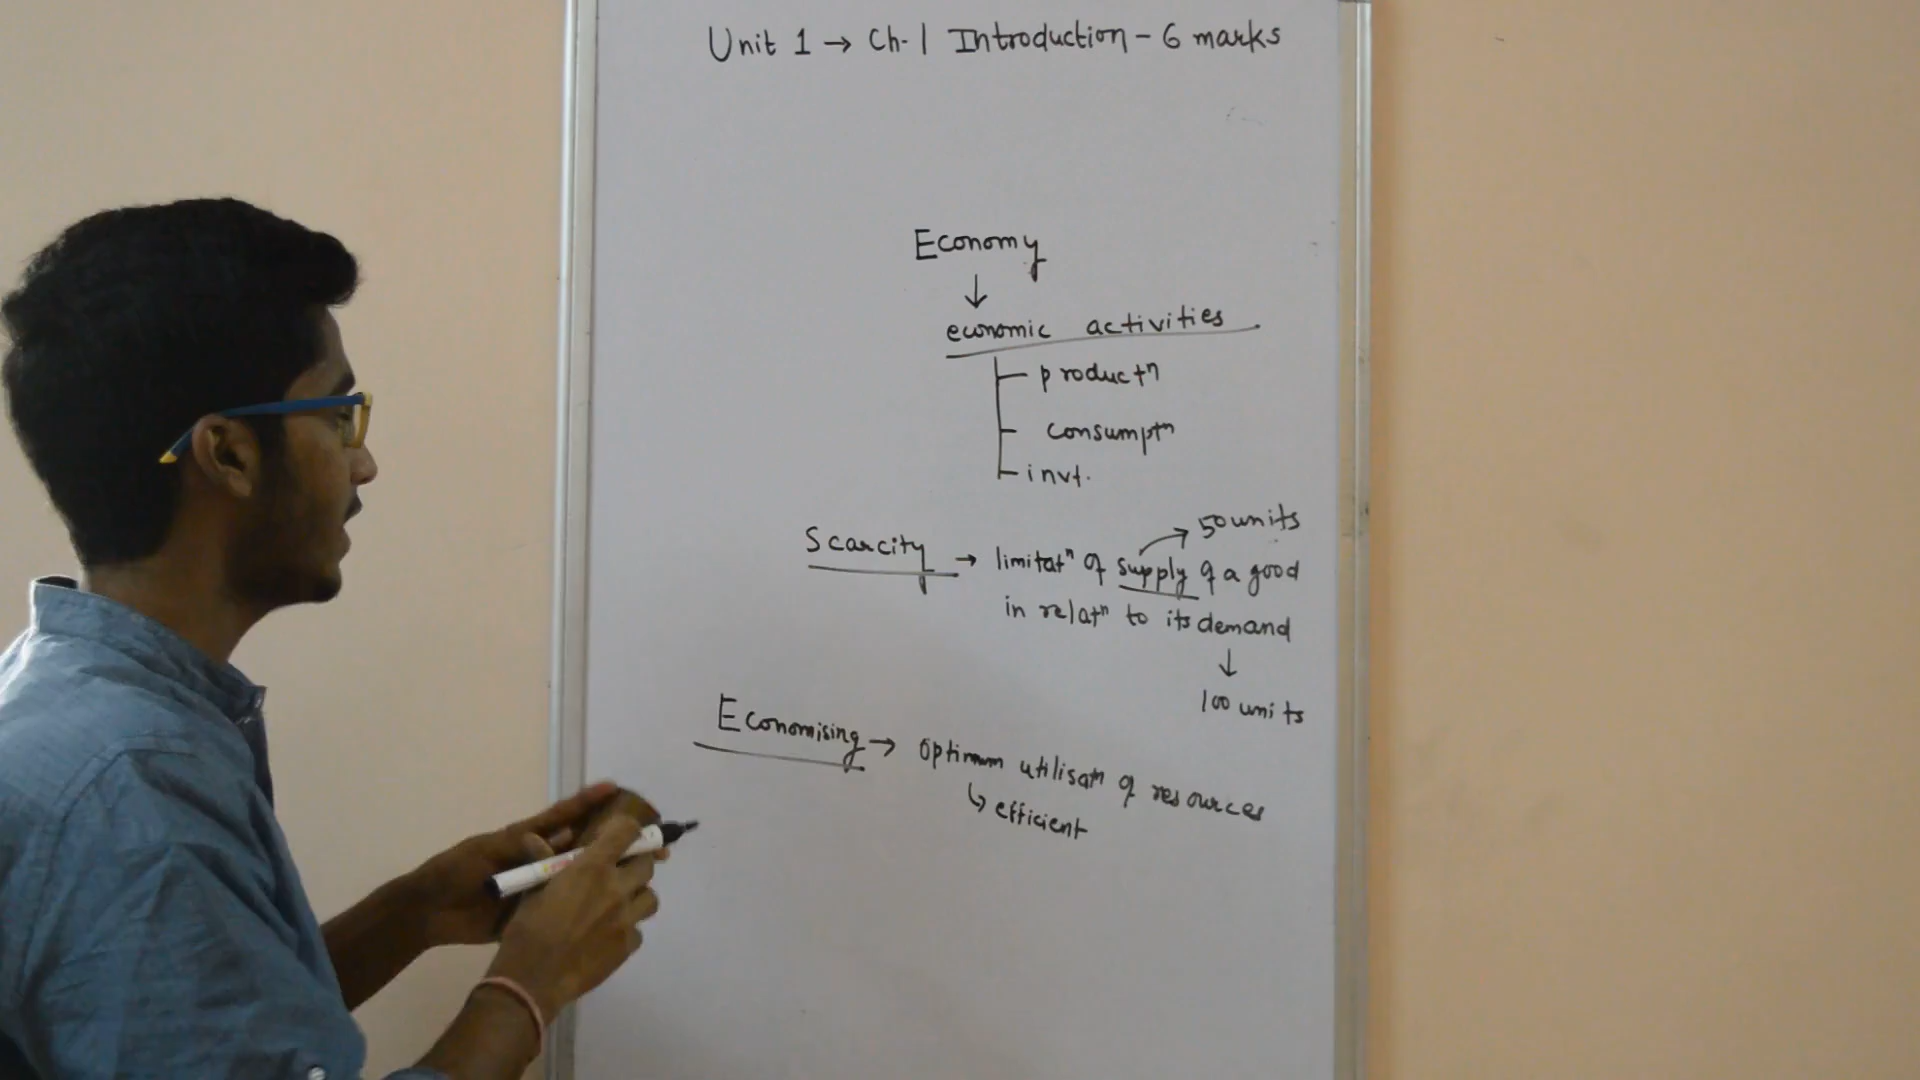 Unit 1 → Ch-1 Introduction - 6 marks
Economy
↓
economic activities
productⁿ
consumptⁿ
invt.
50 units
Scarcity → limitatⁿ of supply of a good
in relatⁿ to its demand
↓
100 units
Economising → Optimum utilisatⁿ of resources
↳ efficient